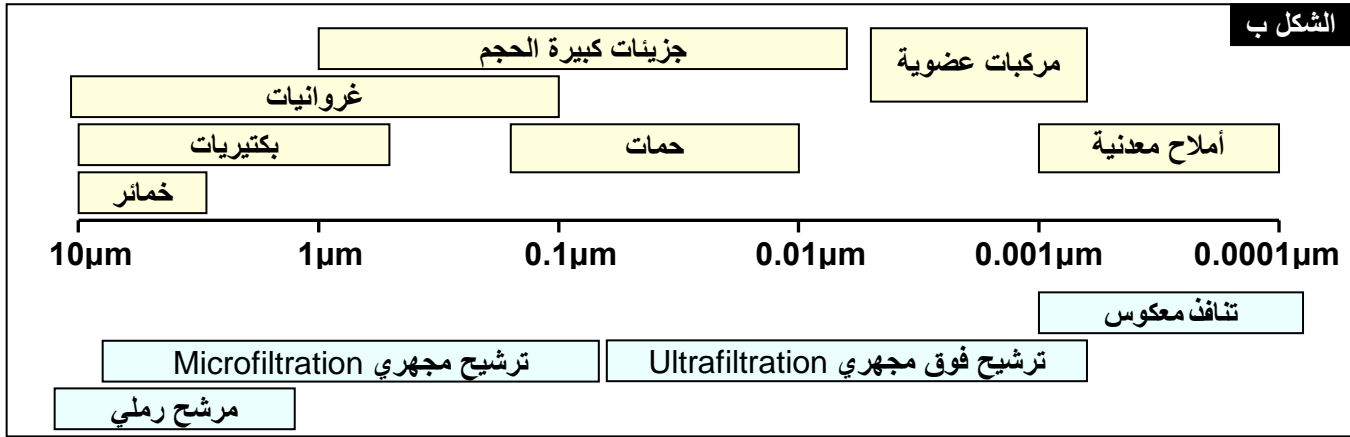 الشكل ب
جزيئات كبيرة الحجم
مركبات عضوية
غروانيات
بكتيريات
حمات
أملاح معدنية
خمائر
10µm 1µm 0.1µm 0.01µm 0.001µm 0.0001µm
تنافذ معكوس
ترشيح مجهري Microfiltration
ترشيح فوق مجهري Ultrafiltration
مرشح رملي